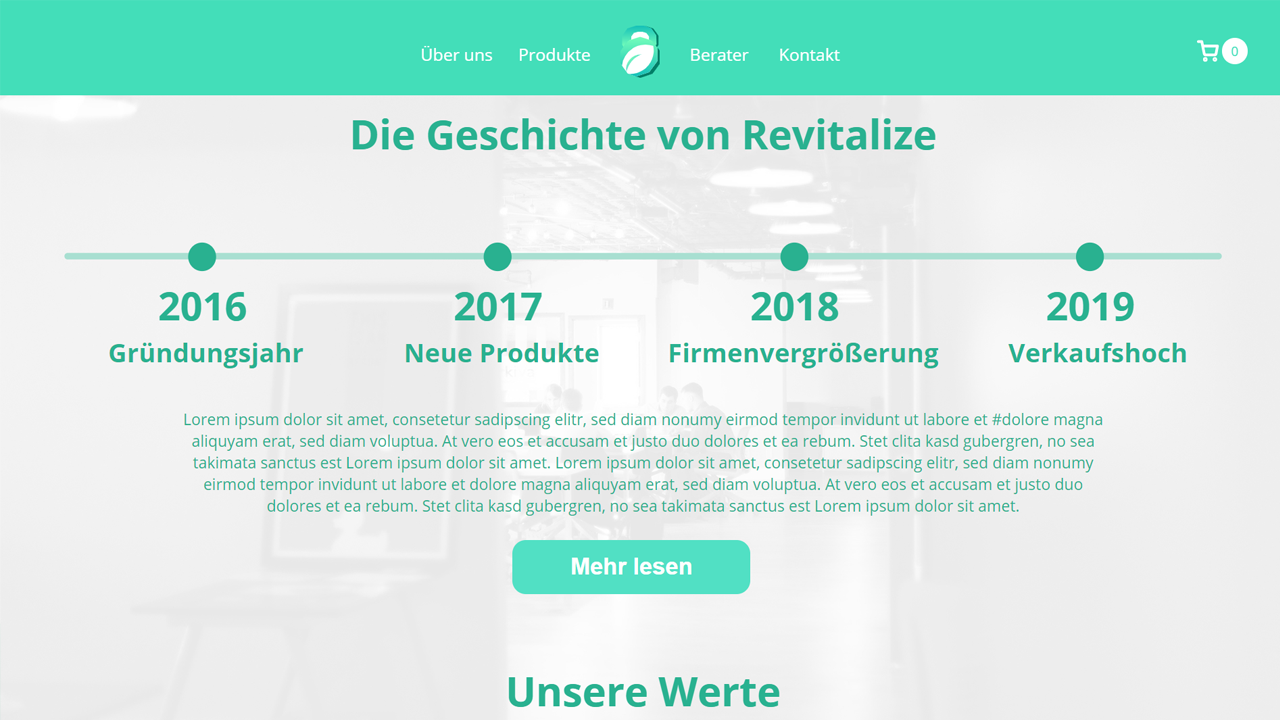 Über uns Produkte Berater Kontakt 0
Die Geschichte von Revitalize
2016 2017 2018 2019
Gründungsjahr Neue Produkte Firmenvergrößerung Verkaufshoch
Lorem ipsum dolor sit amet, consetetur sadipscing elitr, sed diam nonumy eirmod tempor invidunt ut labore et #dolore magna
aliquyam erat, sed diam voluptua. At vero eos et accusam et justo duo dolores et ea rebum. Stet clita kasd gubergren, no sea
takimata sanctus est Lorem ipsum dolor sit amet. Lorem ipsum dolor sit amet, consetetur sadipscing elitr, sed diam nonumy
eirmod tempor invidunt ut labore et dolore magna aliquyam erat, sed diam voluptua. At vero eos et accusam et justo duo
dolores et ea rebum. Stet clita kasd gubergren, no sea takimata sanctus est Lorem ipsum dolor sit amet.
Mehr lesen
Unsere Werte